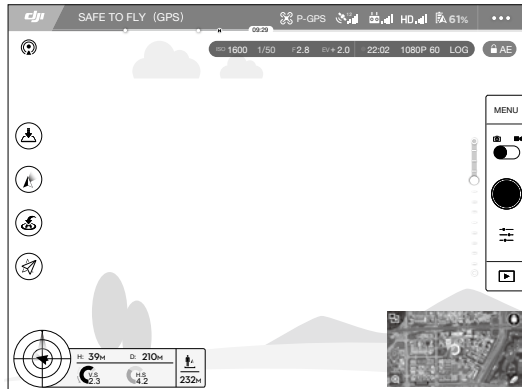 dji SAFE TO FLY (GPS) P-GPS HD 61%
09:29
ISO 1600 1/50 F 2.8 EV +2.0 22:02 1080P 60 LOG AE
MENU
H: 39M D: 210M
V.S 2.3 H.S 4.2 232M